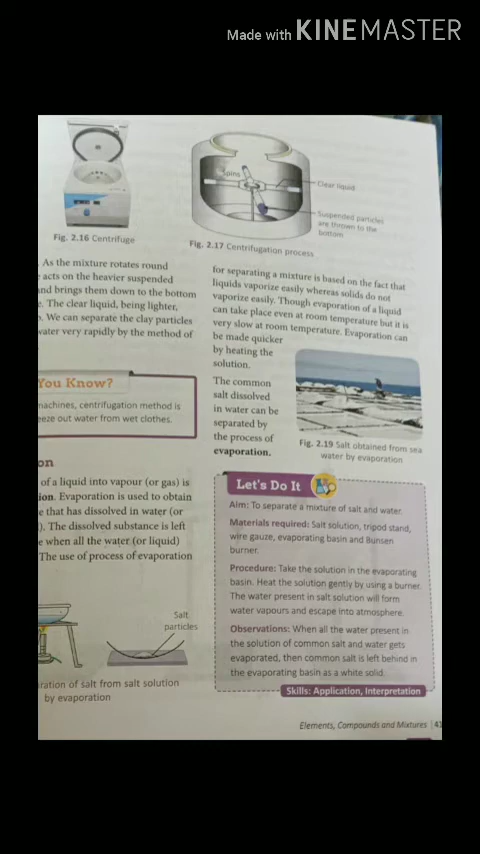 Made with KINEMASTER
Spins
Clear liquid
Suspended particles
are thrown to the
bottom
Fig. 2.16 Centrifuge
Fig. 2.17 Centrifugation process
. As the mixture rotates round
acts on the heavier suspended
and brings them down to the bottom
e. The clear liquid, being lighter,
. We can separate the clay particles
water very rapidly by the method of
You Know?
machines, centrifugation method is
eeze out water from wet clothes.
on
of a liquid into vapour (or gas) is
ion. Evaporation is used to obtain
e that has dissolved in water (or
). The dissolved substance is left
e when all the water (or liquid)
The use of process of evaporation
Salt
particles
ration of salt from salt solution
by evaporation
for separating a mixture is based on the fact that
liquids vaporize easily whereas solids do not
vaporize easily. Though evaporation of a liquid
can take place even at room temperature but it is
very slow at room temperature. Evaporation can
be made quicker
by heating the
solution.
The common
salt dissolved
in water can be
separated by
the process of
evaporation.
Fig. 2.19 Salt obtained from sea
water by evaporation
Let's Do It
Aim: To separate a mixture of salt and water.
Materials required: Salt solution, tripod stand,
wire gauze, evaporating basin and Bunsen
burner.
Procedure: Take the solution in the evaporating
basin. Heat the solution gently by using a burner.
The water present in salt solution will form
water vapours and escape into atmosphere.
Observations: When all the water present in
the solution of common salt and water gets
evaporated, then common salt is left behind in
the evaporating basin as a white solid.
Skills: Application, Interpretation
Elements, Compounds and Mixtures | 41